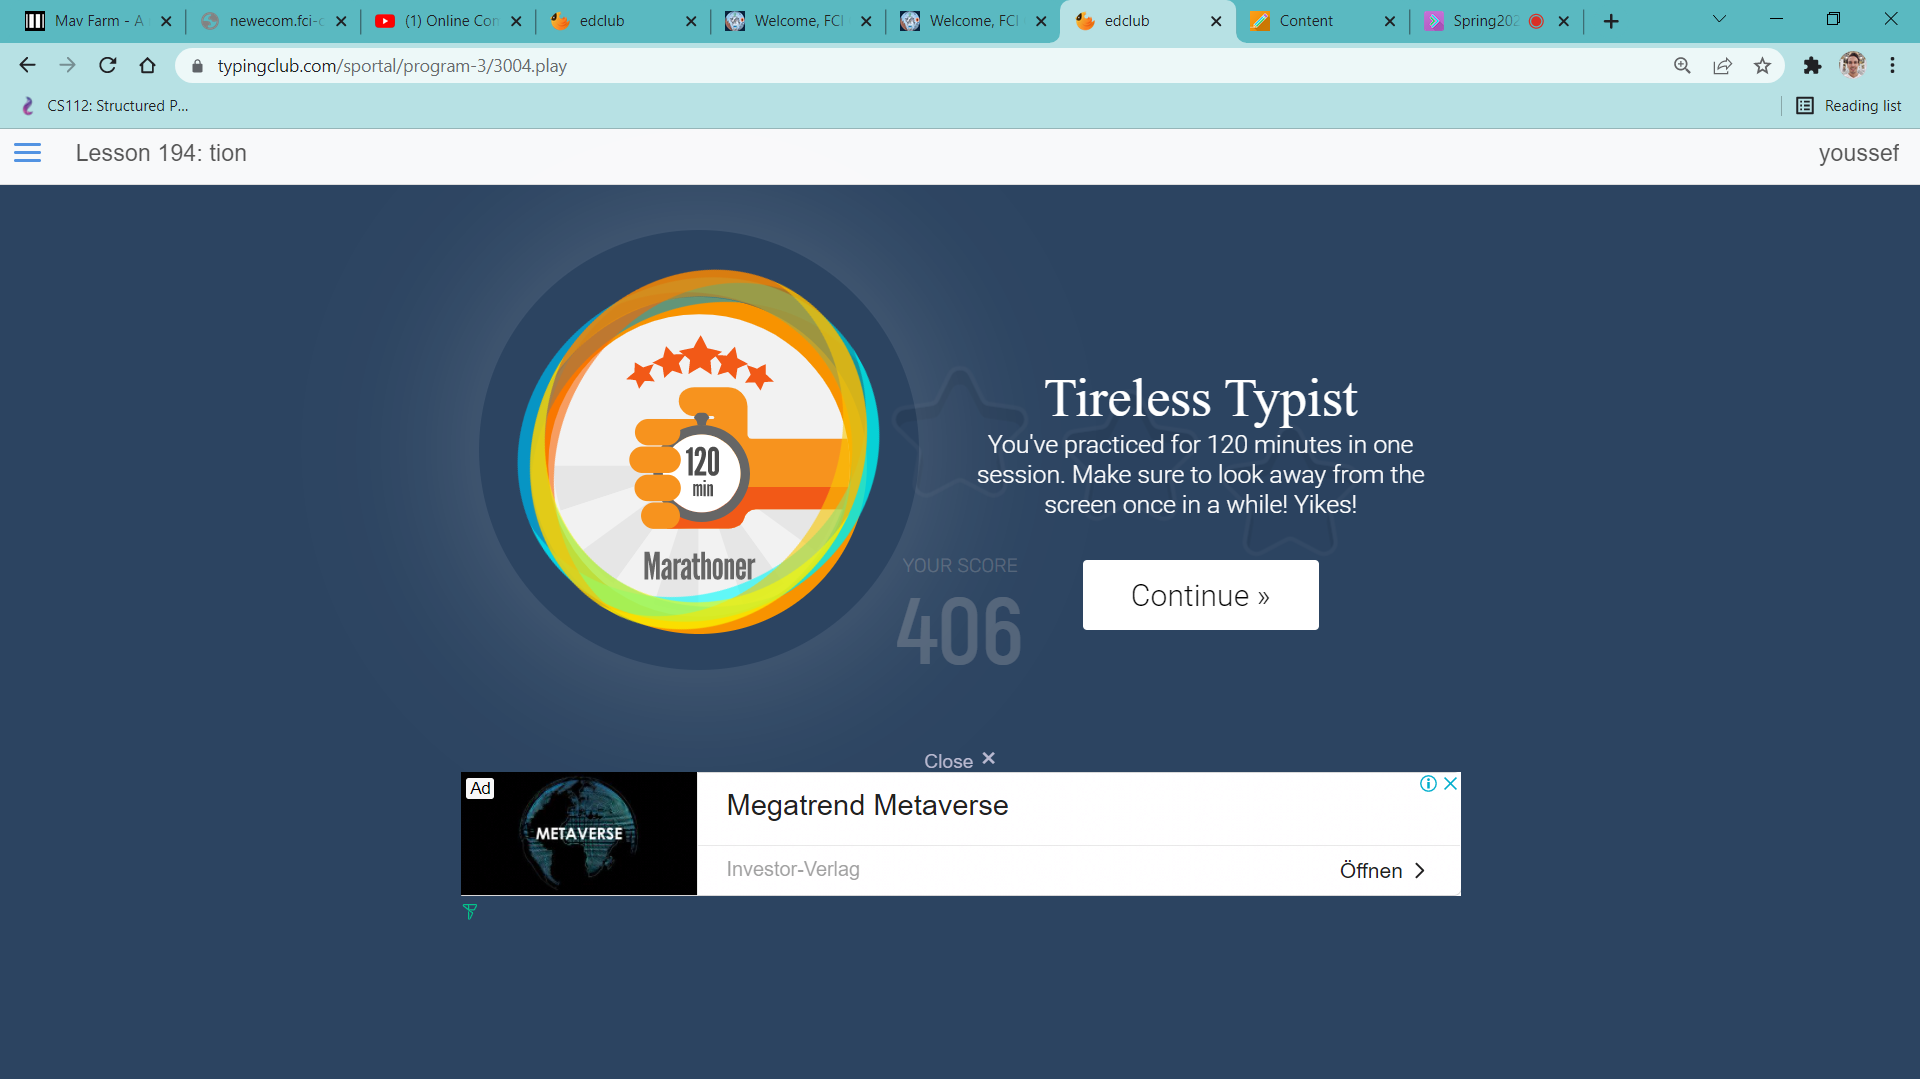 Mav Farm - A
newecom.fci-c
(1) Online Con
edclub
Welcome, FCI
Welcome, FCI
edclub
Content
Spring202
typingclub.com/sportal/program-3/3004.play
CS112: Structured P...
Reading list
Lesson 194: tion
youssef
120
min
Marathoner
Tireless Typist
You've practiced for 120 minutes in one
session. Make sure to look away from the
screen once in a while! Yikes!
YOUR SCORE
406
Continue »
Close ✕
Ad
METAVERSE
Megatrend Metaverse
Investor-Verlag
Öffnen